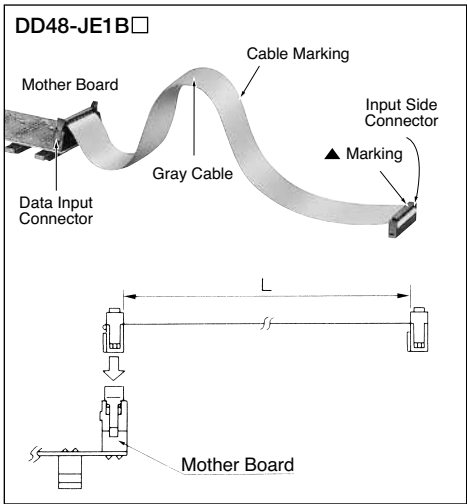 DD48-JE1B□
Cable Marking
Mother Board
Input Side
Connector
▲ Marking
Gray Cable
Data Input
Connector
L
Mother Board